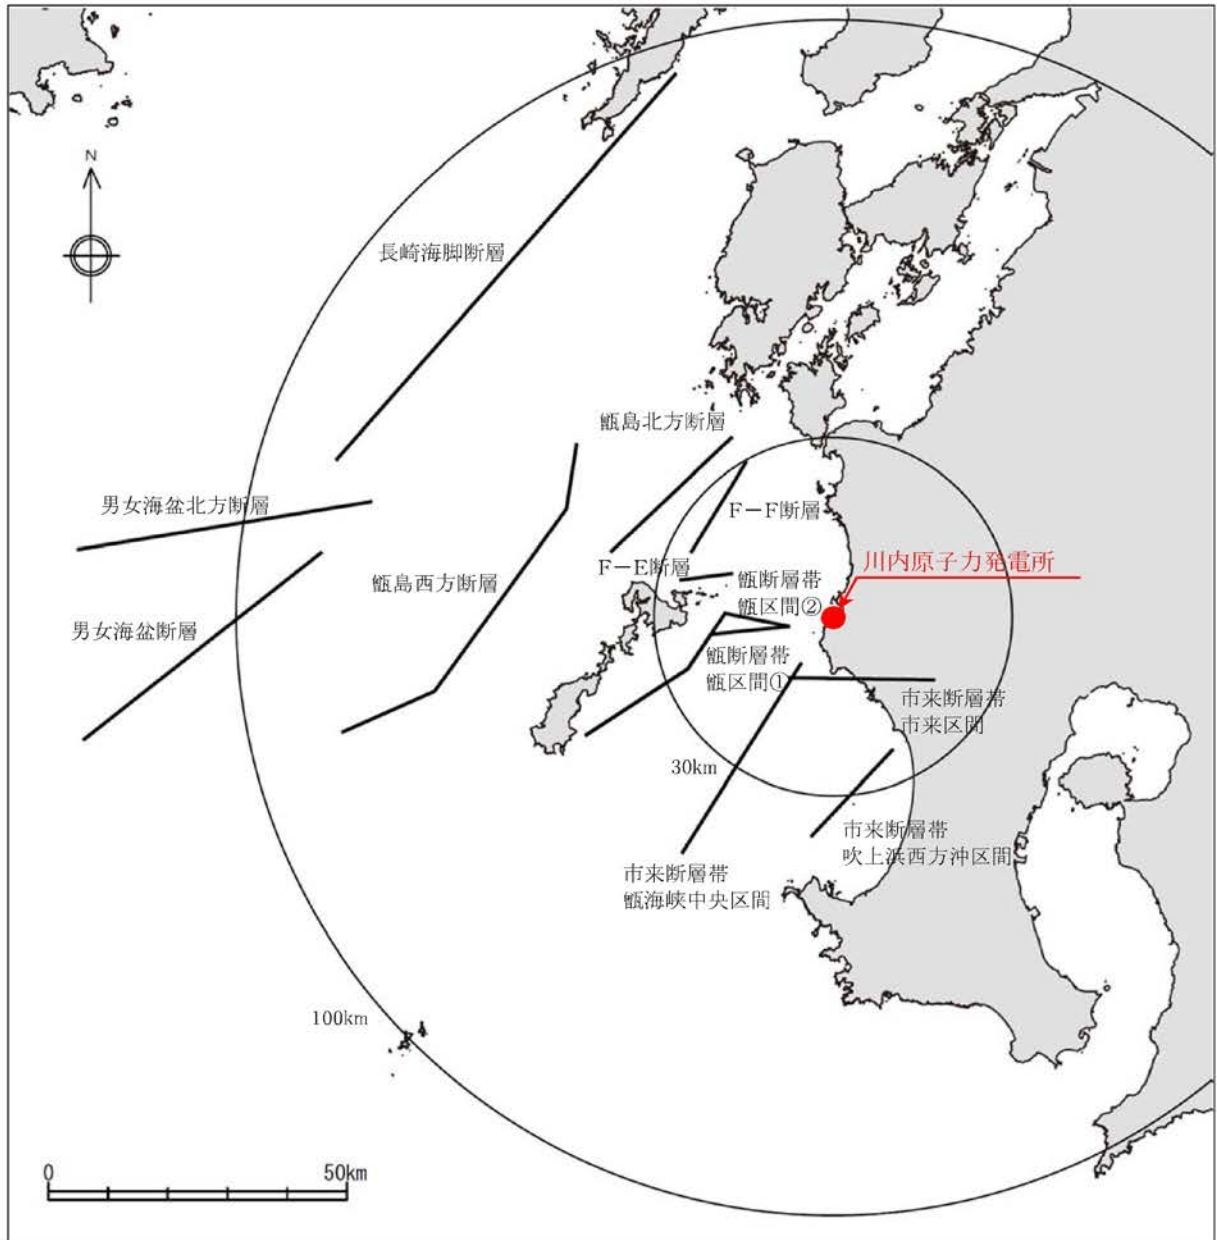 N
長崎海脚断層
甑島北方断層
男女海盆北方断層
F－F断層
川内原子力発電所
F－E断層
甑断層帯
甑区間②
甑島西方断層
男女海盆断層
甑断層帯
甑区間①
市来断層帯
市来区間
30km
市来断層帯
吹上浜西方沖区間
市来断層帯
甑海峡中央区間
100km
0
50km